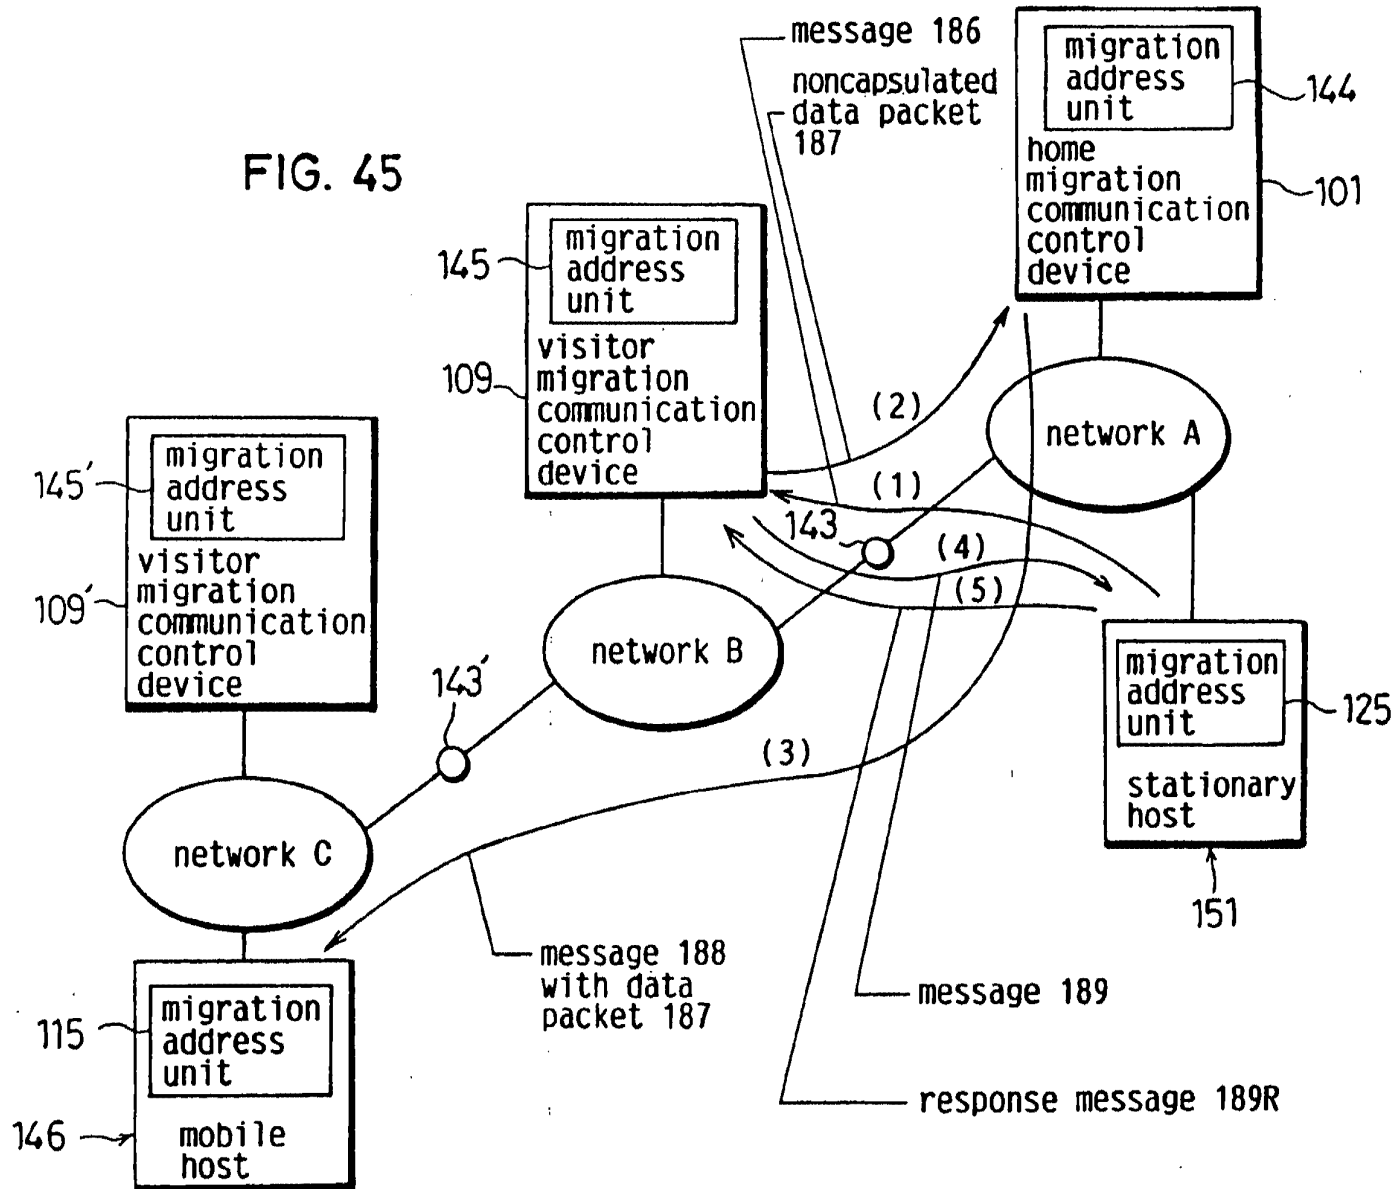 FIG. 45
message 186
noncapsulated
data packet
187
migration
address
unit
144
home
migration
communication
control
device
101
145
migration
address
unit
109
visitor
migration
communication
control
device
(2)
(1)
143
(4)
(5)
(3)
network A
145'
migration
address
unit
109'
visitor
migration
communication
control
device
network B
143'
migration
address
unit
125
stationary
host
151
network C
message 188
with data
packet 187
message 189
response message 189R
115
migration
address
unit
146
mobile
host